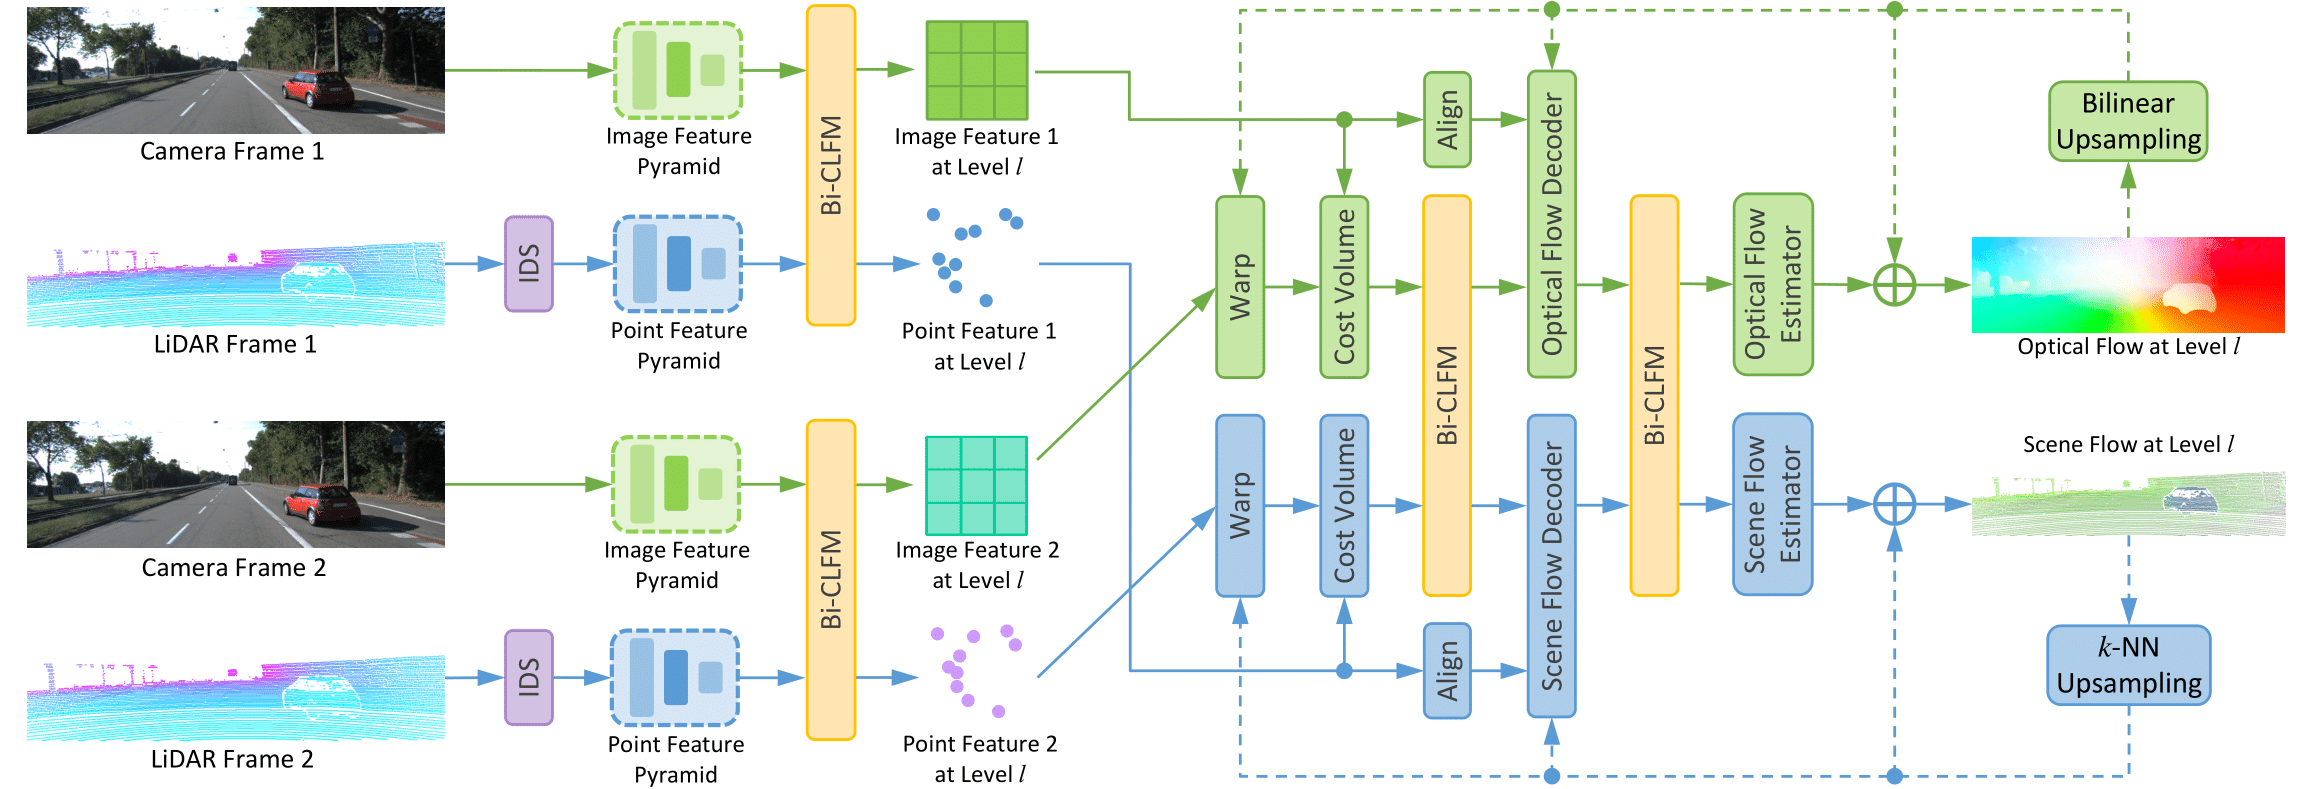 Camera Frame 1
Image Feature
Pyramid
Bi-CLFM
Image Feature 1
at Level l
LiDAR Frame 1
IDS
Point Feature
Pyramid
Point Feature 1
at Level l
Camera Frame 2
Image Feature
Pyramid
Bi-CLFM
Image Feature 2
at Level l
LiDAR Frame 2
IDS
Point Feature
Pyramid
Point Feature 2
at Level l
Warp
Cost Volume
Align
Bi-CLFM
Optical Flow Decoder
Bi-CLFM
Optical Flow
Estimator
Bilinear
Upsampling
Optical Flow at Level l
Warp
Cost Volume
Align
Scene Flow Decoder
Scene Flow
Estimator
Scene Flow at Level l
k-NN
Upsampling